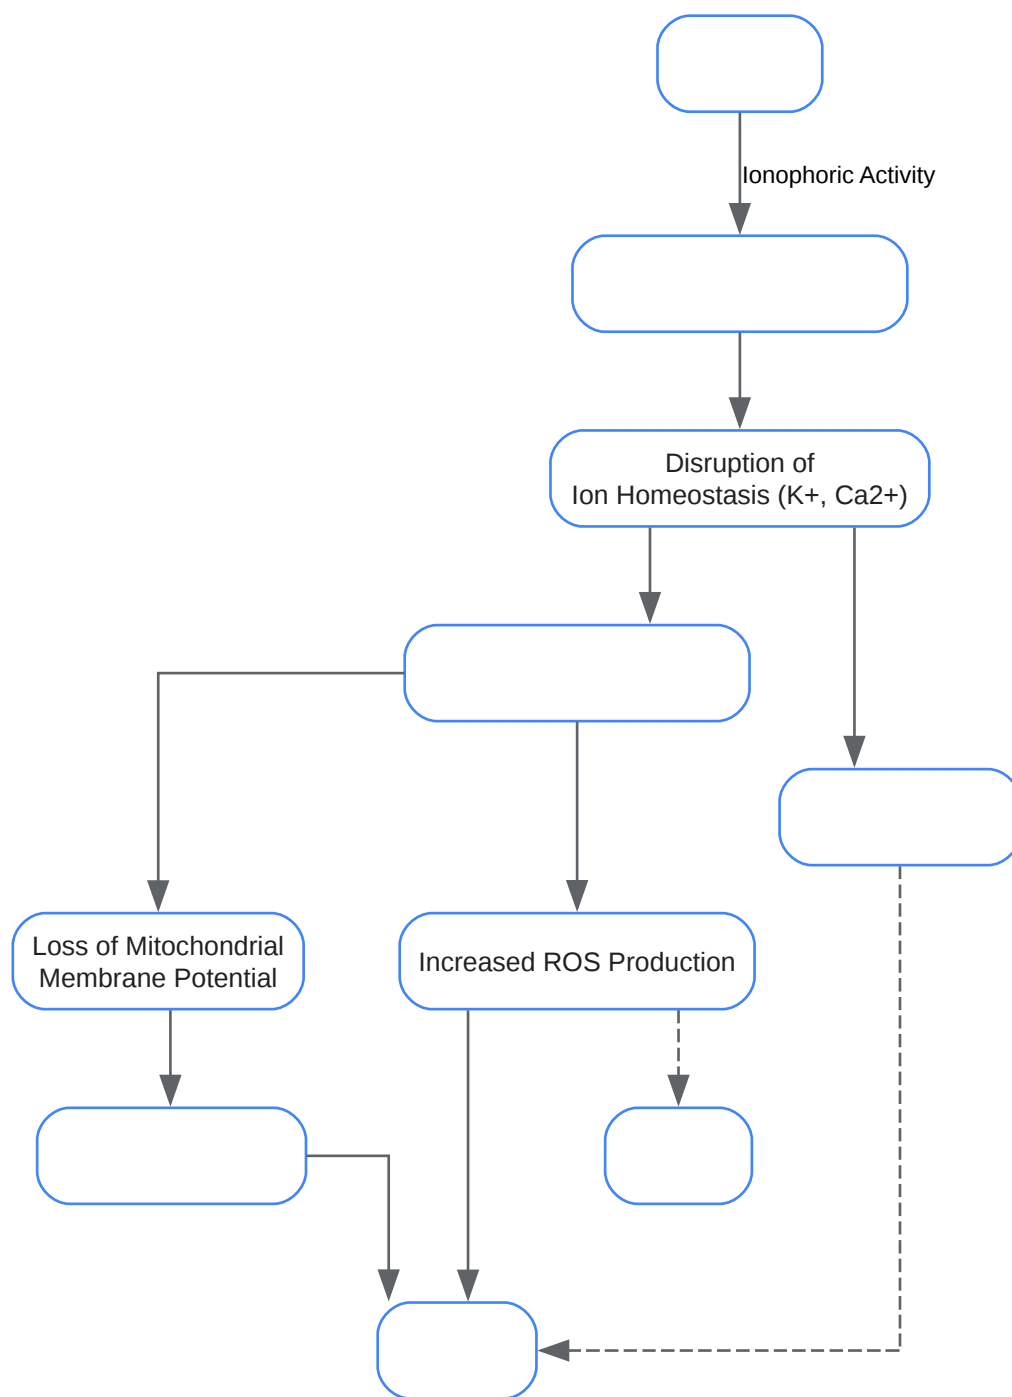 Ionophoric Activity
Disruption of
Ion Homeostasis (K+, Ca2+)
Loss of Mitochondrial
Membrane Potential
Increased ROS Production